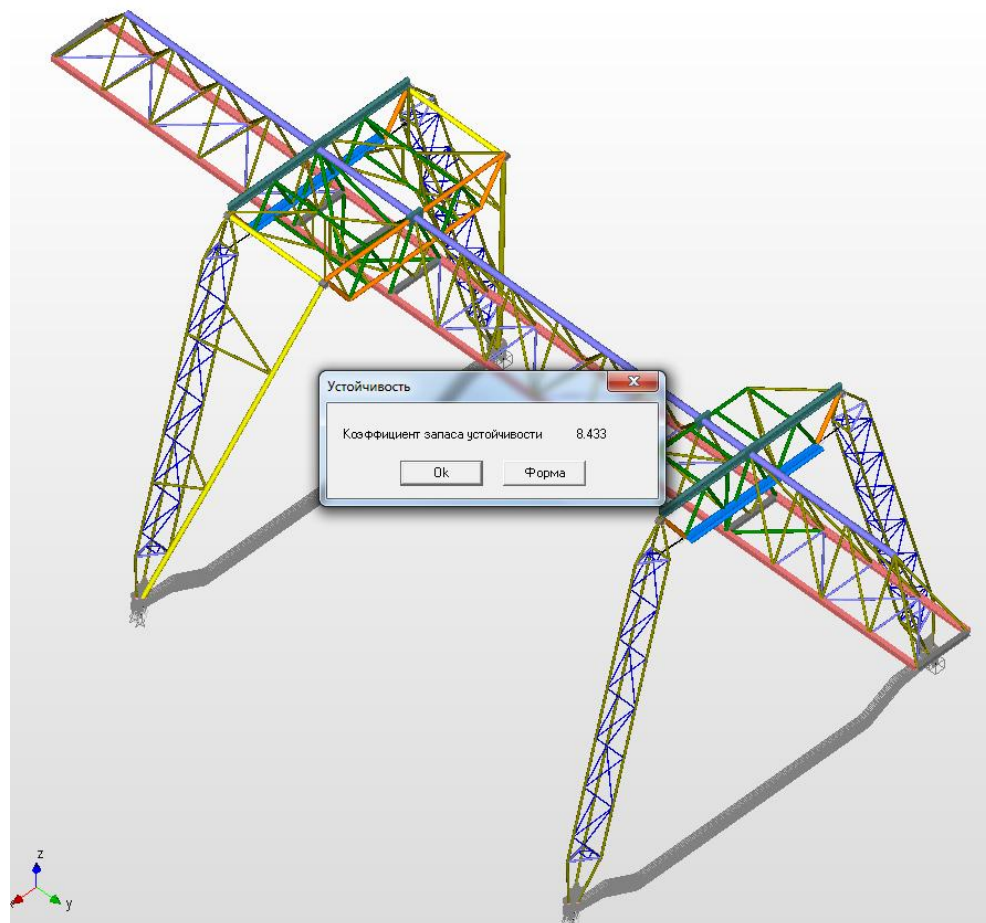 Устойчивость
Коэффициент запаса устойчивости 8.433
Ok Форма
z
y